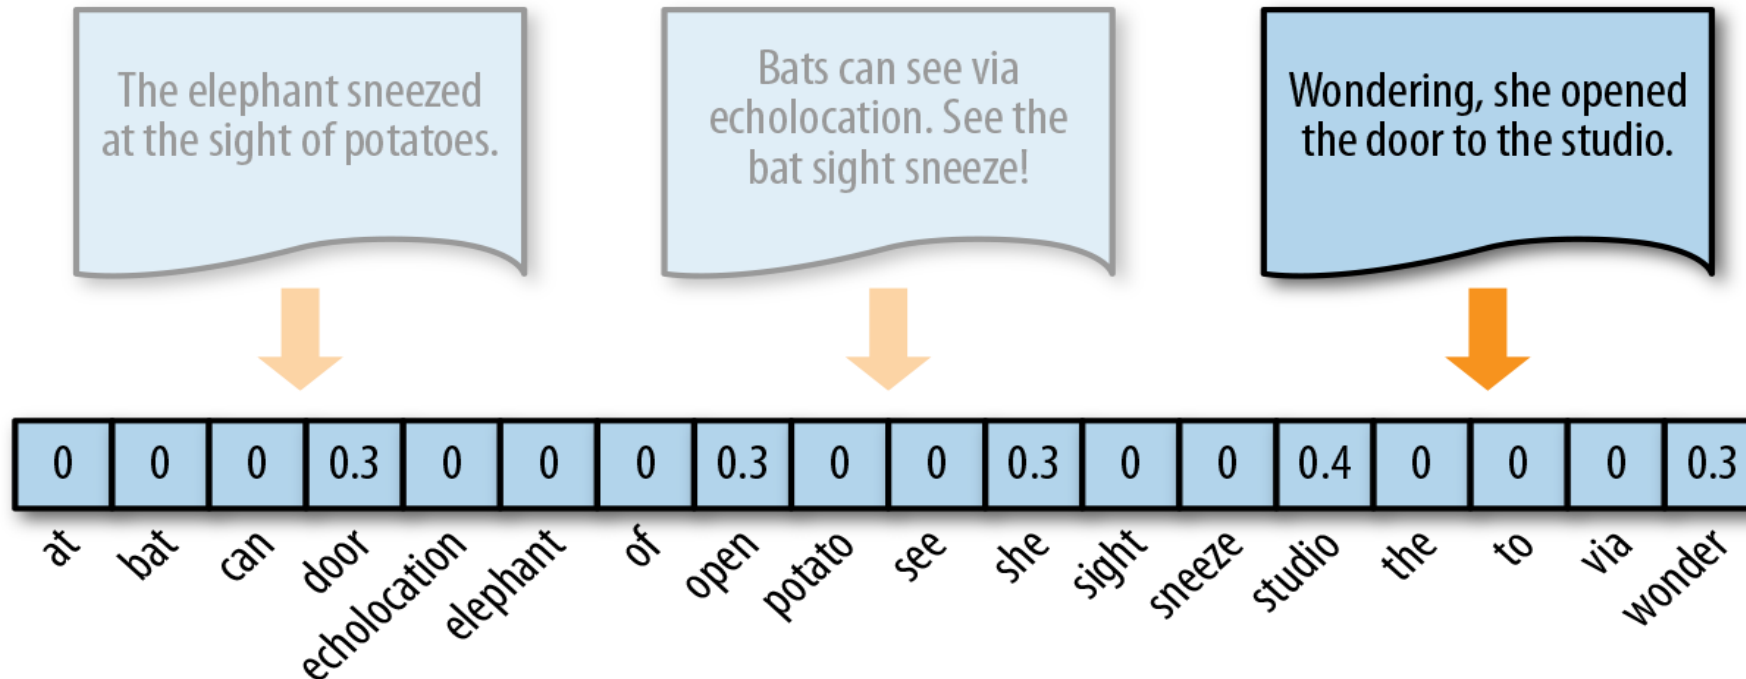 The elephant sneezed
at the sight of potatoes.
Bats can see via
echolocation. See the
bat sight sneeze!
Wondering, she opened
the door to the studio.
0 0 0 0.3 0 0 0 0.3 0 0 0.3 0 0 0.4 0 0 0 0.3
at bat can door echolocation elephant of open potato see she sight sneeze studio the to via wonder